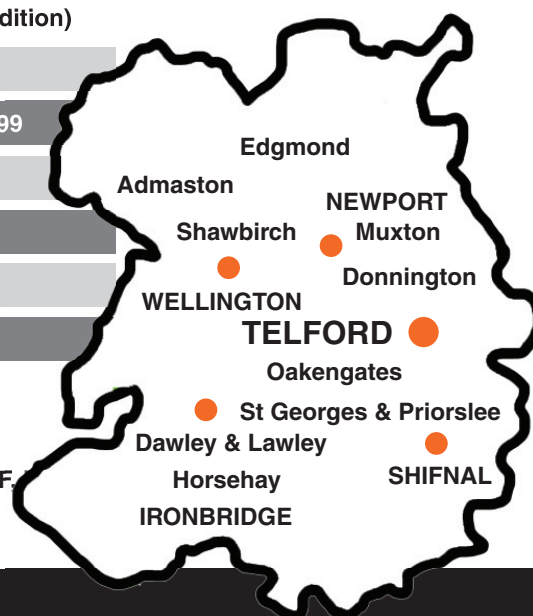 dition)
99
Edgmond
Admaston
NEWPORT
Shawbirch
Muxton
Donnington
WELLINGTON
TELFORD
Oakengates
St Georges & Priorslee
Dawley & Lawley
F,
Horsehay
SHIFNAL
IRONBRIDGE